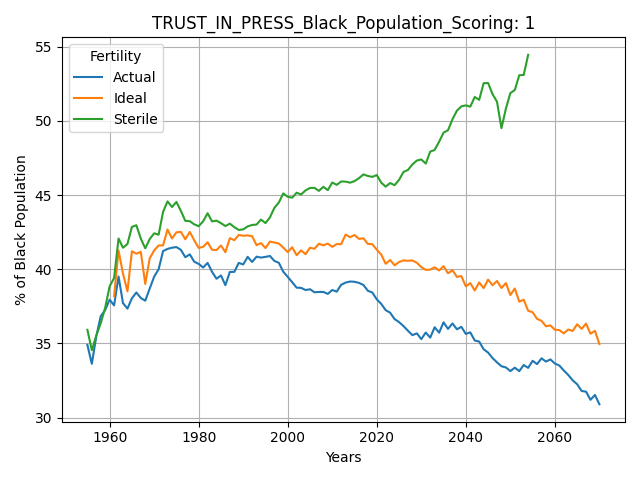 TRUST_IN_PRESS_Black_Population_Scoring: 1
Fertility
Actual
Ideal
Sterile
% of Black Population
55
50
45
40
35
30
1960 1980 2000 2020 2040 2060
Years